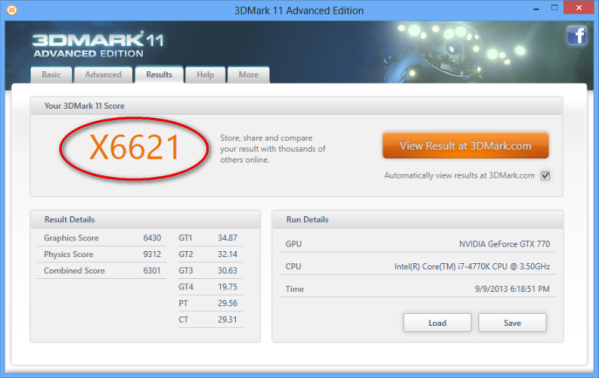 3DMark 11 Advanced Edition
3DMARK 11
ADVANCED EDITION
f
Basic Advanced Results Help More
Your 3DMark 11 Score
X6621
Store, share and compare
your result with thousands of
others online.
View Result at 3DMark.com
Automatically view results at 3DMark.com
Result Details
Graphics Score 6430 GT1 34.87
Physics Score 9312 GT2 32.14
Combined Score 6301 GT3 30.63
GT4 19.75
PT 29.56
CT 29.31
Run Details
GPU NVIDIA GeForce GTX 770
CPU Intel(R) Core(TM) i7-4770K CPU @ 3.50GHz
Time 9/9/2013 6:18:51 PM
Load Save